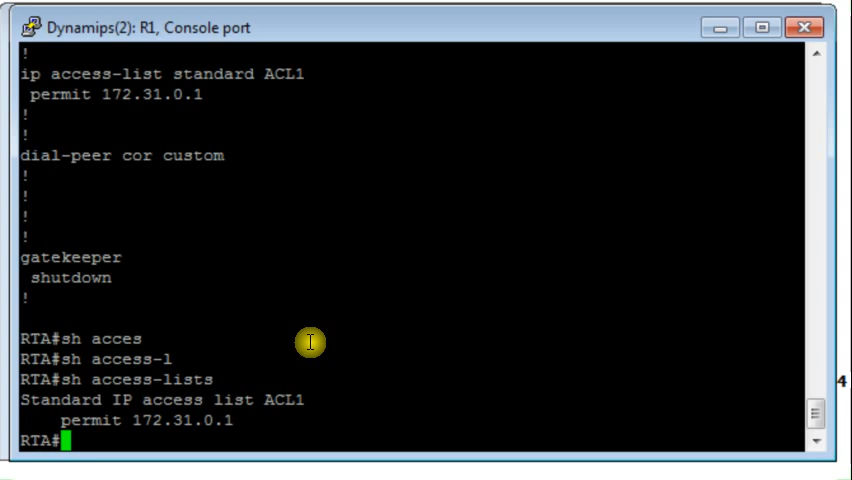 Dynamips(2): R1, Console port
!
ip access-list standard ACL1
 permit 172.31.0.1
!
!
dial-peer cor custom
!
!
!
!
gatekeeper
 shutdown
!
RTA#sh acces
RTA#sh access-l
RTA#sh access-lists
4
Standard IP access list ACL1
    permit 172.31.0.1
RTA#